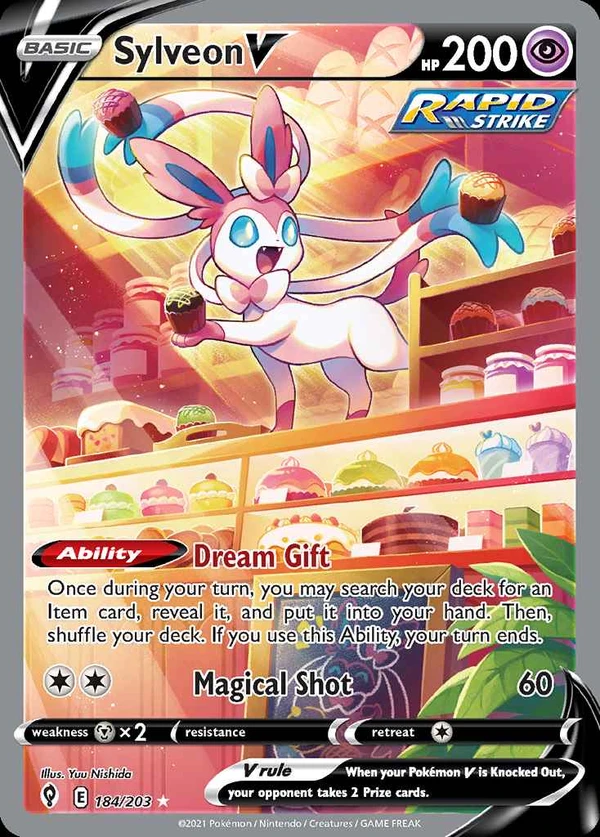 BASIC Sylveon V HP 200
RAPID
STRIKE
Ability Dream Gift
Once during your turn, you may search your deck for an
Item card, reveal it, and put it into your hand. Then,
shuffle your deck. If you use this Ability, your turn ends.
Magical Shot 60
weakness ×2 resistance retreat
Illus. Yuu Nishida
V rule When your Pokémon V is Knocked Out,
your opponent takes 2 Prize cards.
E 184/203
©2021 Pokémon / Nintendo / Creatures / GAME FREAK